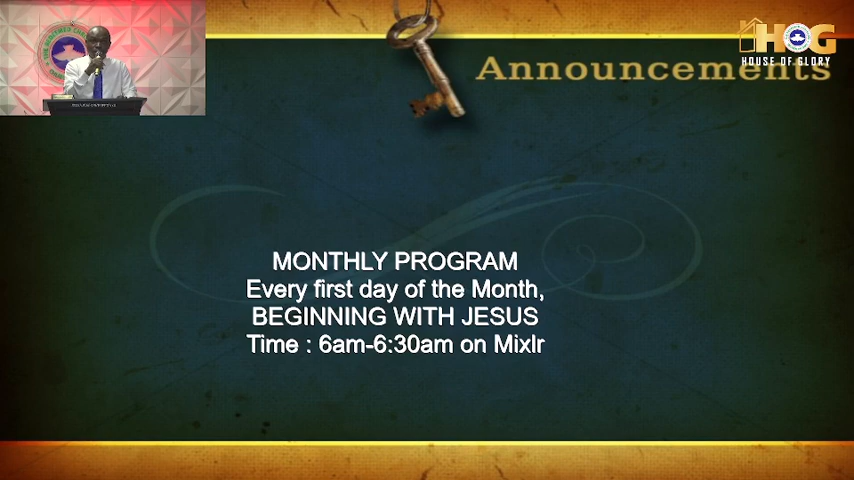 Announcements
HOG
HOUSE OF GLORY
MONTHLY PROGRAM
Every first day of the Month,
BEGINNING WITH JESUS
Time : 6am-6:30am on Mixlr